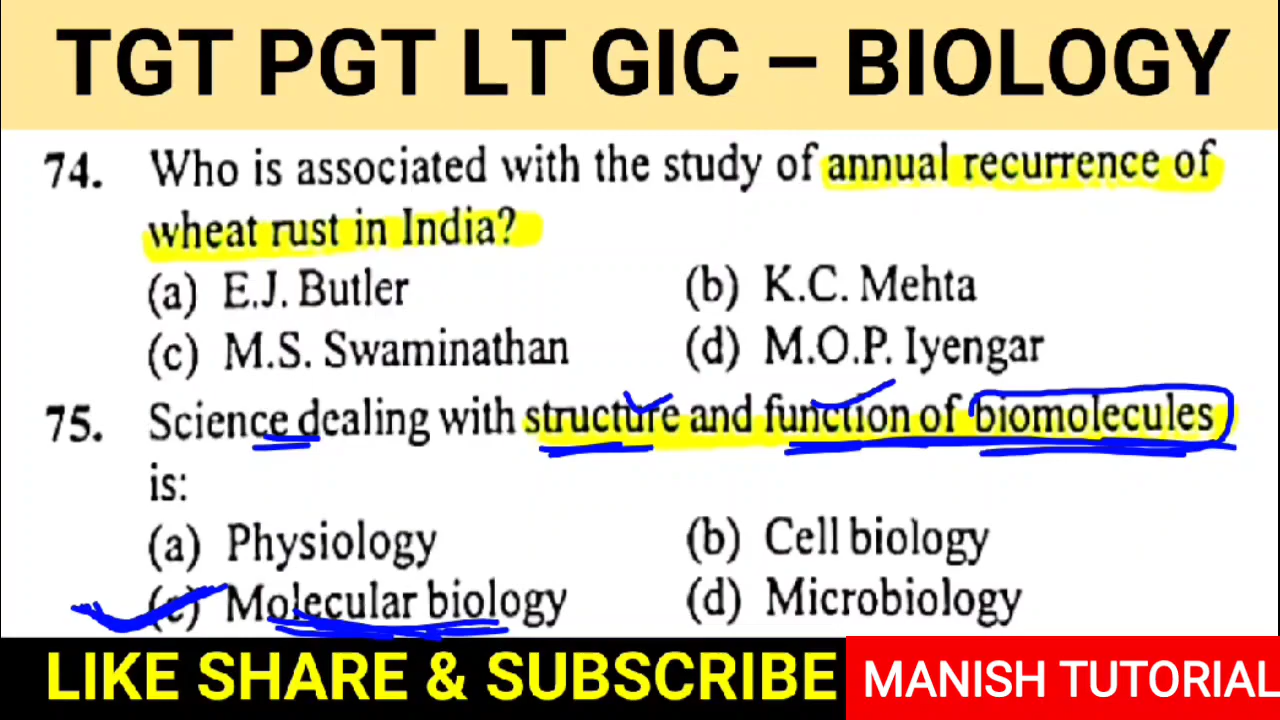 TGT PGT LT GIC – BIOLOGY
74. Who is associated with the study of annual recurrence of
wheat rust in India?
(a) E.J. Butler (b) K.C. Mehta
(c) M.S. Swaminathan (d) M.O.P. Iyengar
75. Science dealing with structure and function of biomolecules
is:
(a) Physiology (b) Cell biology
(c) Molecular biology (d) Microbiology
LIKE SHARE & SUBSCRIBE MANISH TUTORIAL